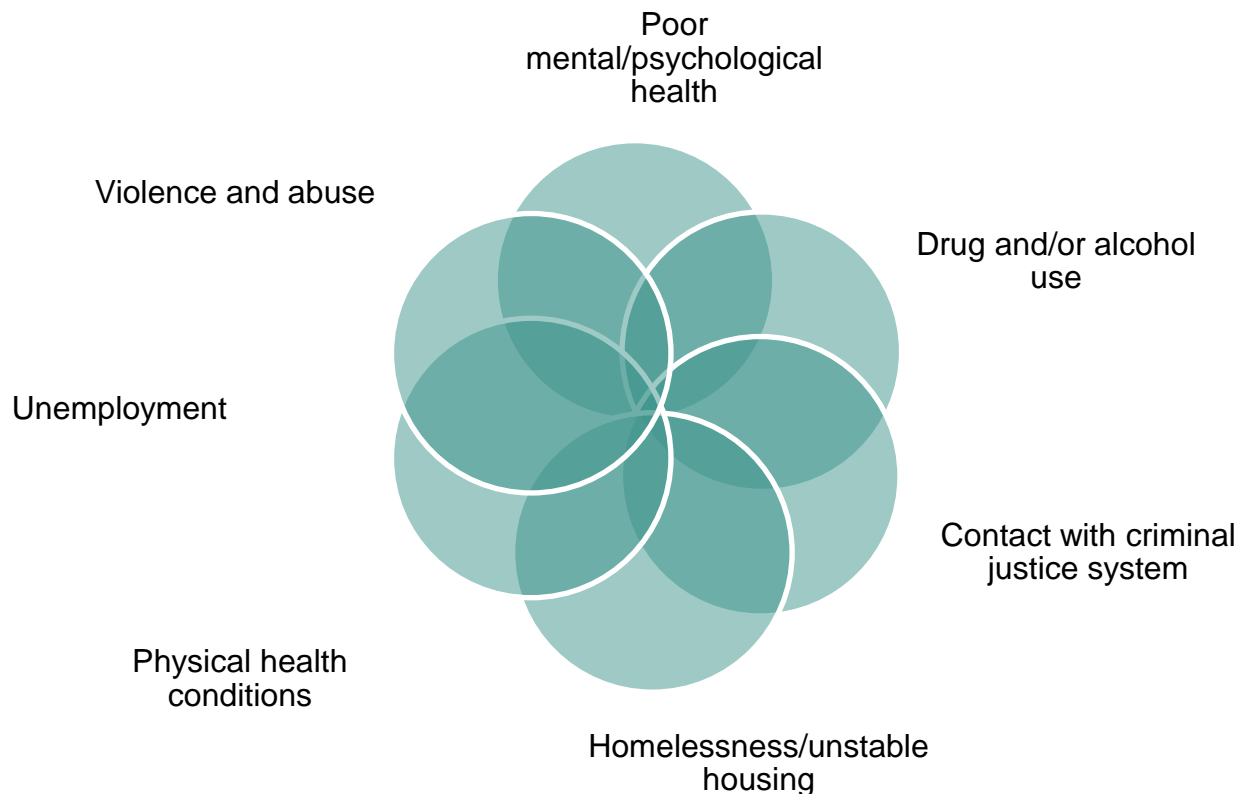 Poor
mental/psychological
health
Violence and abuse
Drug and/or alcohol
use
Unemployment
Contact with criminal
justice system
Physical health
conditions
Homelessness/unstable
housing